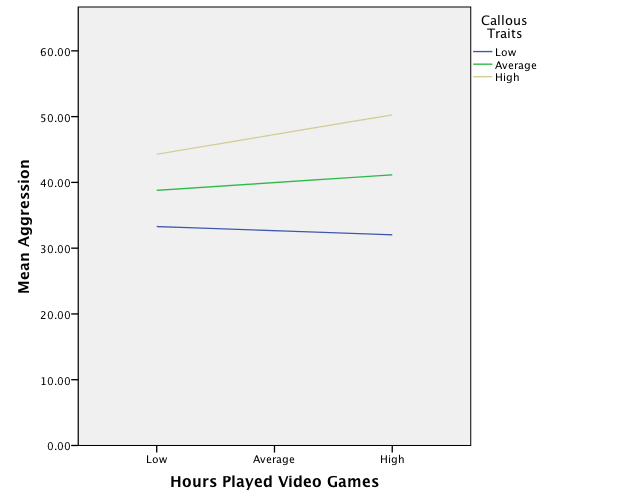 Callous
Traits
Low
Average
High
60.00
50.00
40.00
30.00
20.00
10.00
0.00
Mean Aggression
Low Average High
Hours Played Video Games